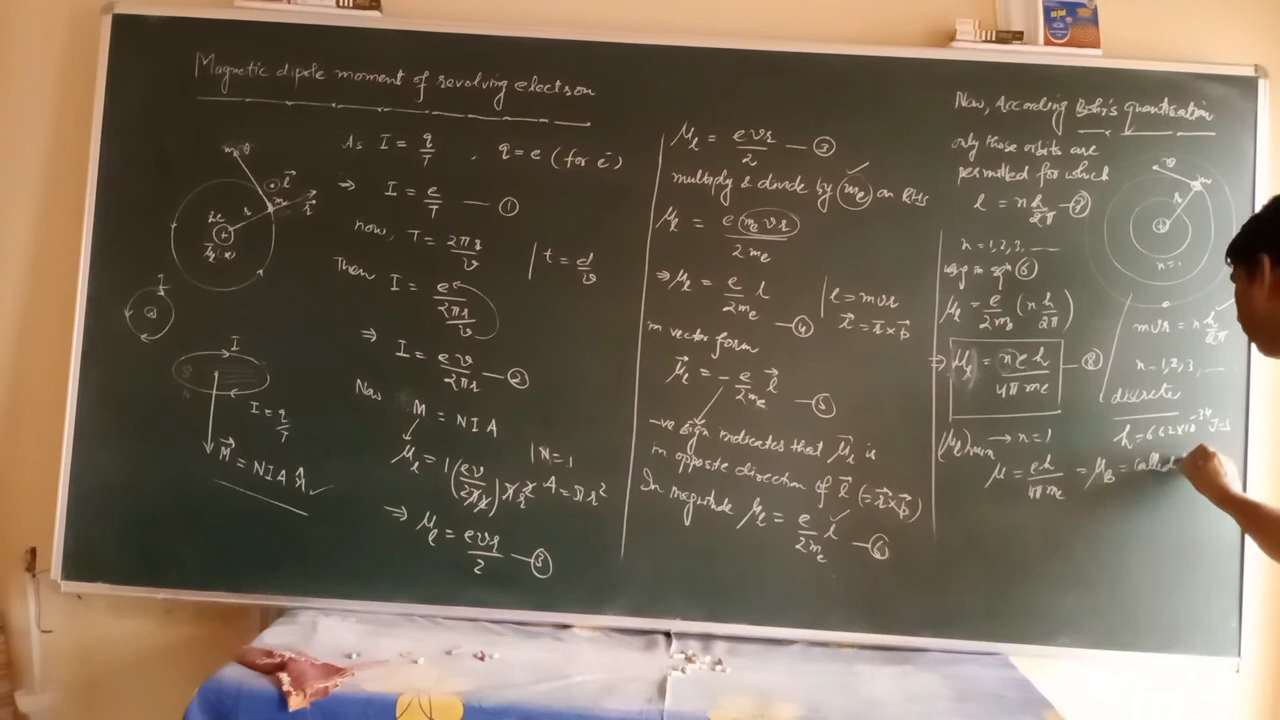 Magnetic dipole moment of revolving electron
As I = q/T , q = e (for e⁻)
⇒ I = e/T — ①
now, T = 2πr/v | t = d/v
Then I = e/(2πr/v)
⇒ I = ev/2πr — ②
Now M = NIA
μₗ = 1(ev/2πr)πr² | N=1
A = πr²
⇒ μₗ = evr/2 — ③
m v
l⃗
r
m
r⃗
Ze
+
I
I
I = q/T
M⃗ = NIA n̂
μₗ = evr/2 — ③
multiply & divide by (mₑ) on RHS
μₗ = e mₑvr/2mₑ
⇒ μₗ = e/2mₑ l — ④
| l = mvr
l⃗ = r⃗×p⃗
in vector form
μ⃗ₗ = - e/2mₑ l⃗ — ⑤
-ve sign indicates that μ⃗ₗ is
in opposite direction of l⃗ (= r⃗×p⃗)
In magnitude μₗ = e/2mₑ l — ⑥
Now, According Bohr's quantisation
only those orbits are
permitted for which
l = n h/2π — ⑦
n = 1,2,3, ----
using in eqn ⑥
μₗ = e/2mₑ (n h/2π)
⇒ μₗ = neh/4πmₑ — ⑧
(μₗ)min → n=1
μ = eh/4πmₑ = μB = called
v
m
r
+
n=1
mvr = n h/2π
n = 1,2,3, ....
discrete
h = 6.62×10⁻³⁴ J-s